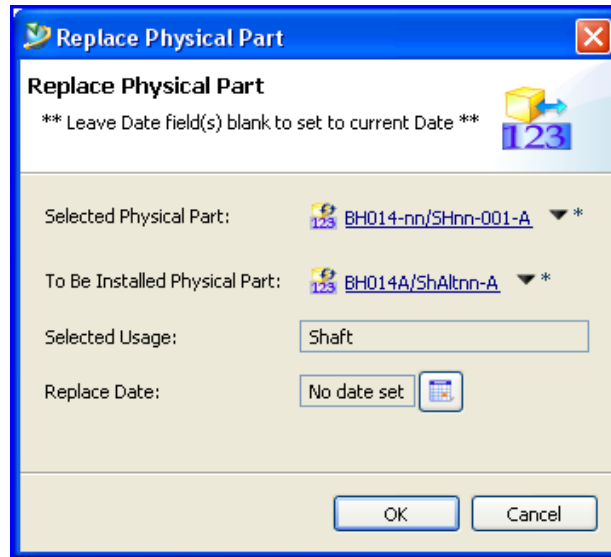 Replace Physical Part
Replace Physical Part
** Leave Date field(s) blank to set to current Date **
123
Selected Physical Part: 123 BH014-nn/SHnn-001-A *
To Be Installed Physical Part: 123 BH014A/ShAltnn-A *
Selected Usage: Shaft
Replace Date: No date set
OK Cancel